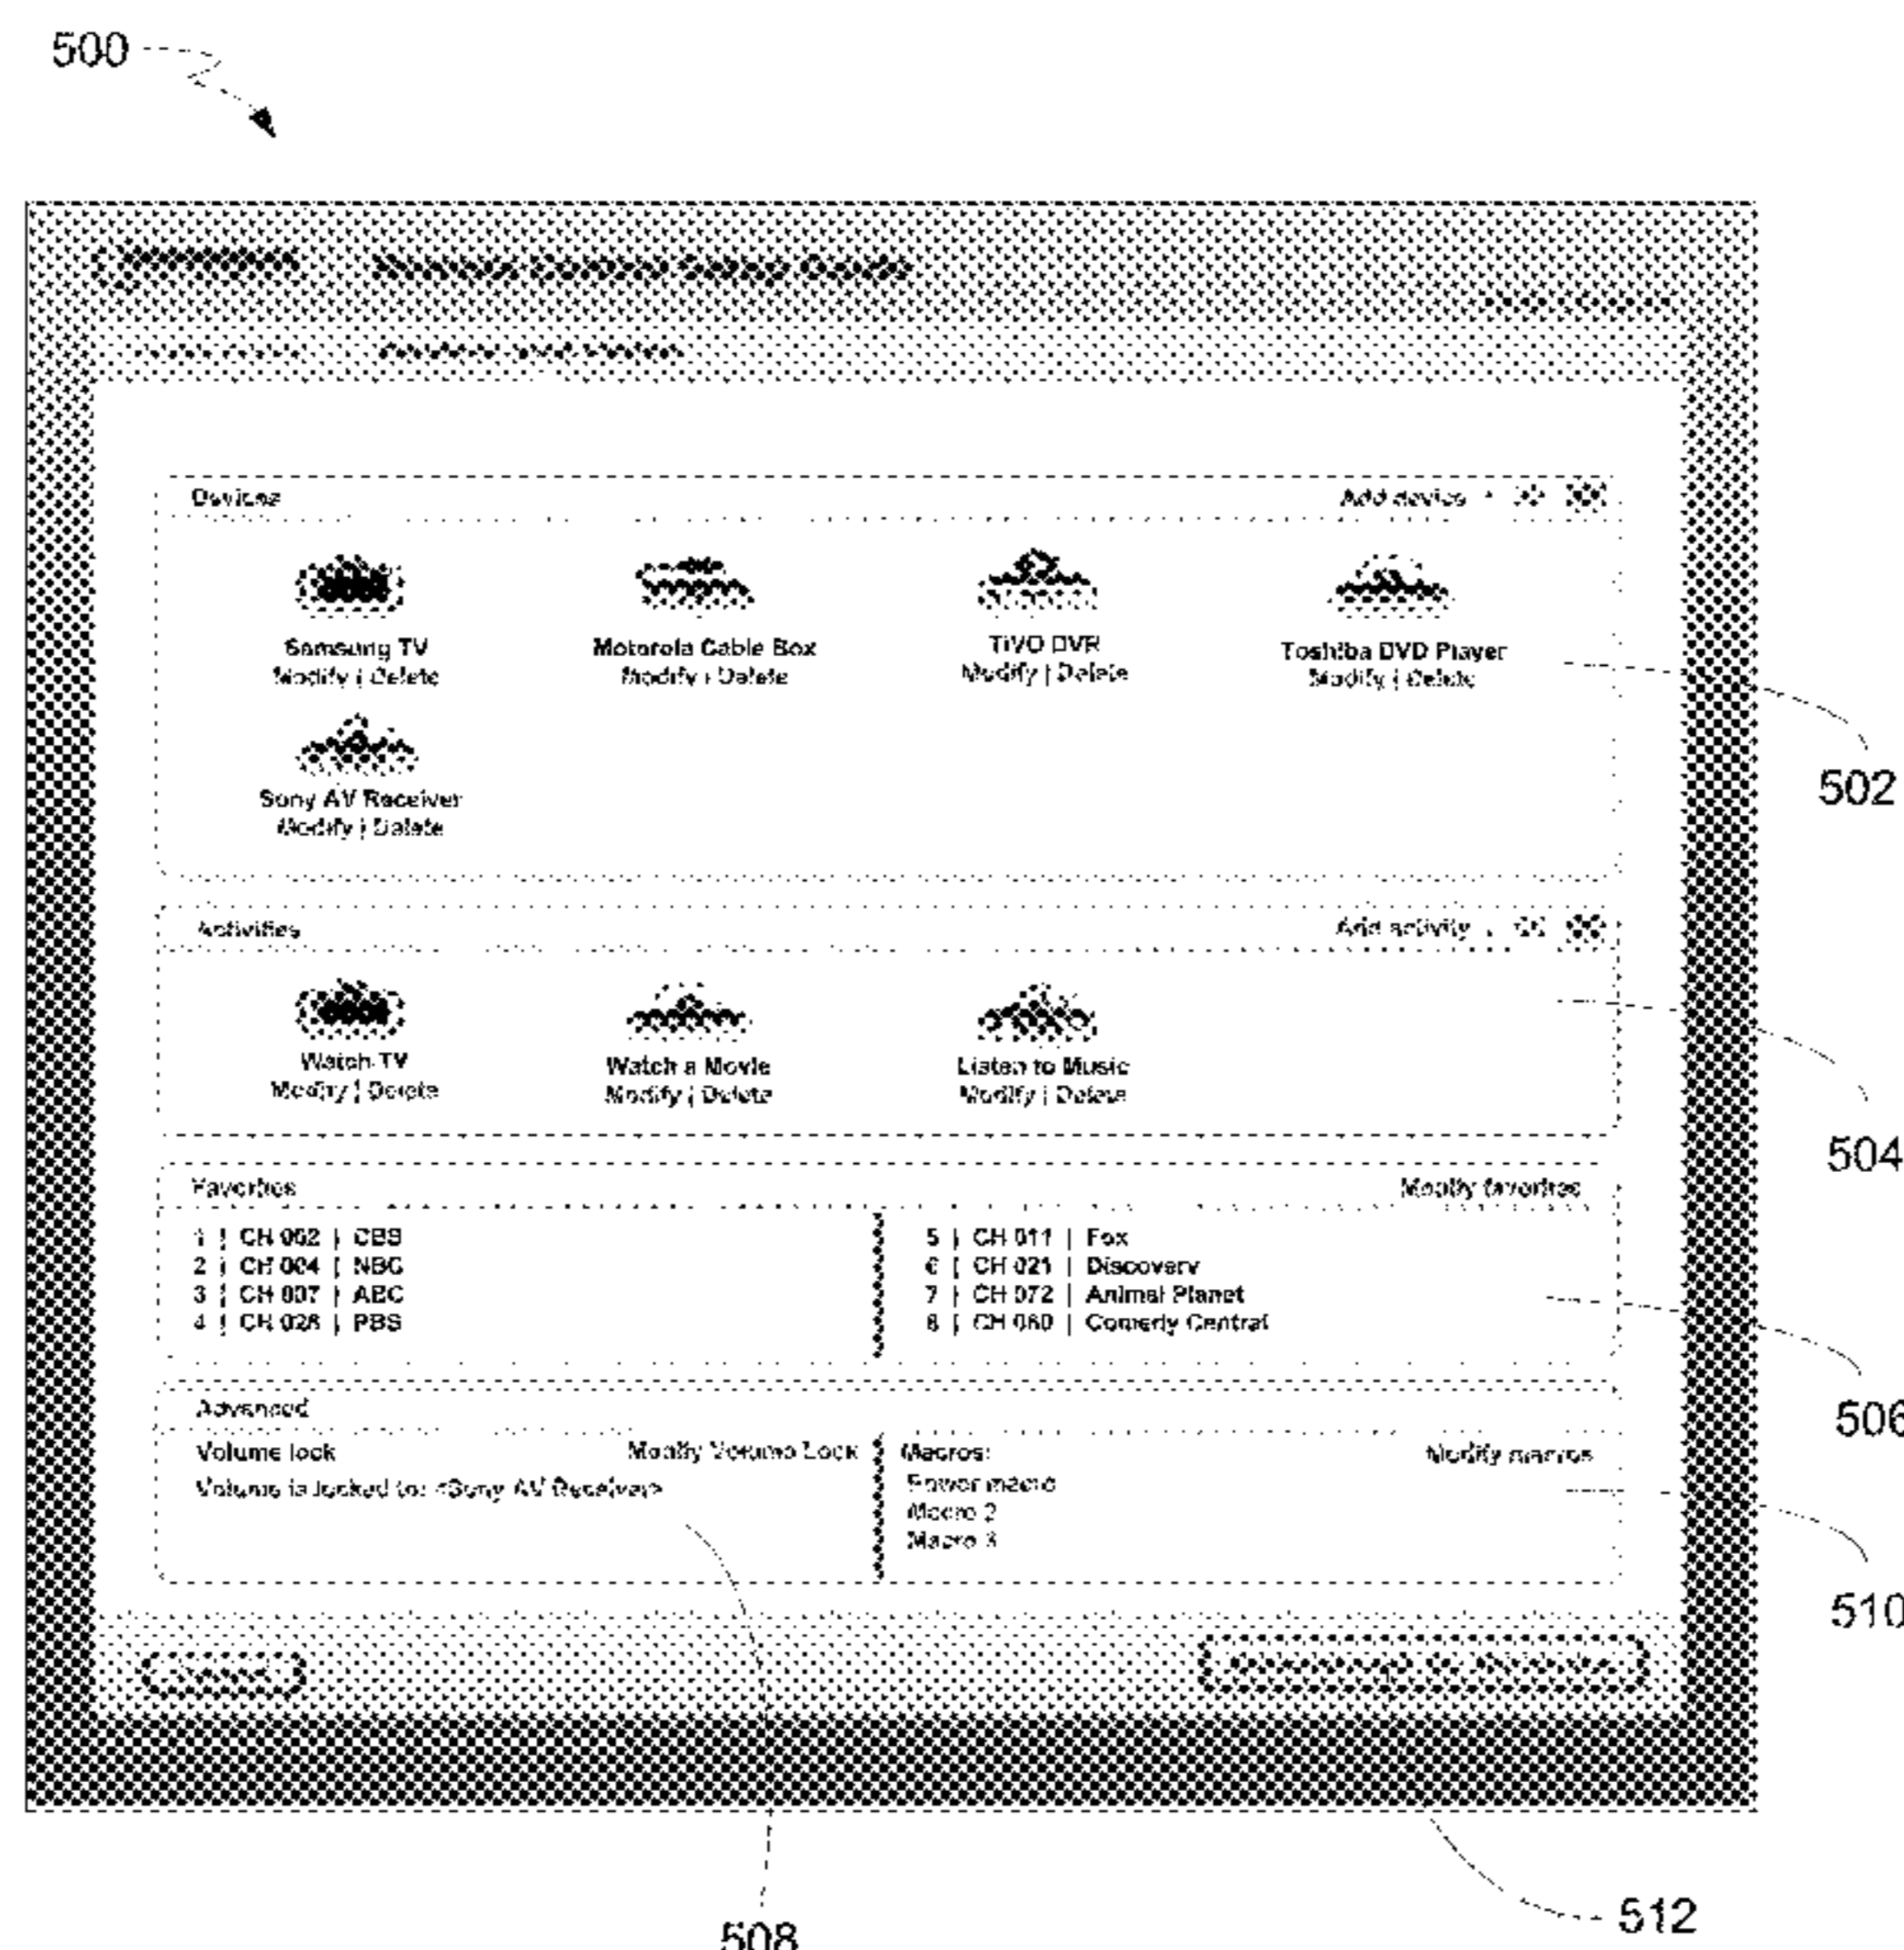 500
Devices Add device
Samsung TV Motorola Cable Box TiVO DVR Toshiba DVD Player
Modify | Delete Modify | Delete Modify | Delete Modify | Delete
502
Sony AV Receiver
Modify | Delete
Activities Add activity
Watch TV Watch a Movie Listen to Music
Modify | Delete Modify | Delete Modify | Delete
504
Favorites Modify favorites
1 | CH 002 | CBS 5 | CH 011 | Fox
2 | CH 004 | NBC 6 | CH 021 | Discovery
3 | CH 007 | ABC 7 | CH 072 | Animal Planet
4 | CH 028 | PBS 8 | CH 060 | Comedy Central
506
Advanced
Volume lock Modify Volume Lock Macros: Modify macros
Volume is locked to: <Sony AV Receiver> Power macro
Macro 2
Macro 3
510
512
508